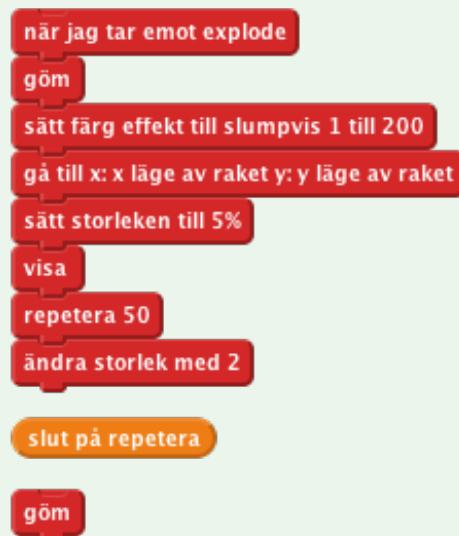 när jag tar emot explode
göm
sätt färg effekt till slumpvis 1 till 200
gå till x: x läge av raket y: y läge av raket
sätt storleken till 5%
visa
repetera 50
ändra storlek med 2
slut på repetera
göm